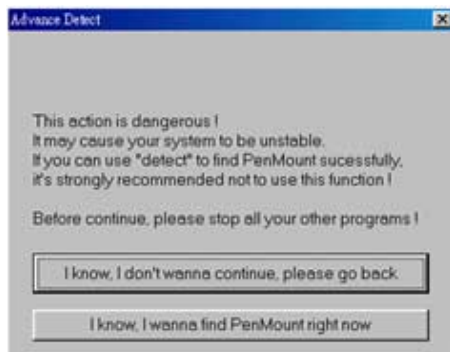 Advance Detect
This action is dangerous !
It may cause your system to be unstable.
If you can use "detect" to find PenMount sucessfully,
it's strongly recommended not to use this function !
Before continue, please stop all your other programs !
I know, I don't wanna continue, please go back
I know, I wanna find PenMount right now